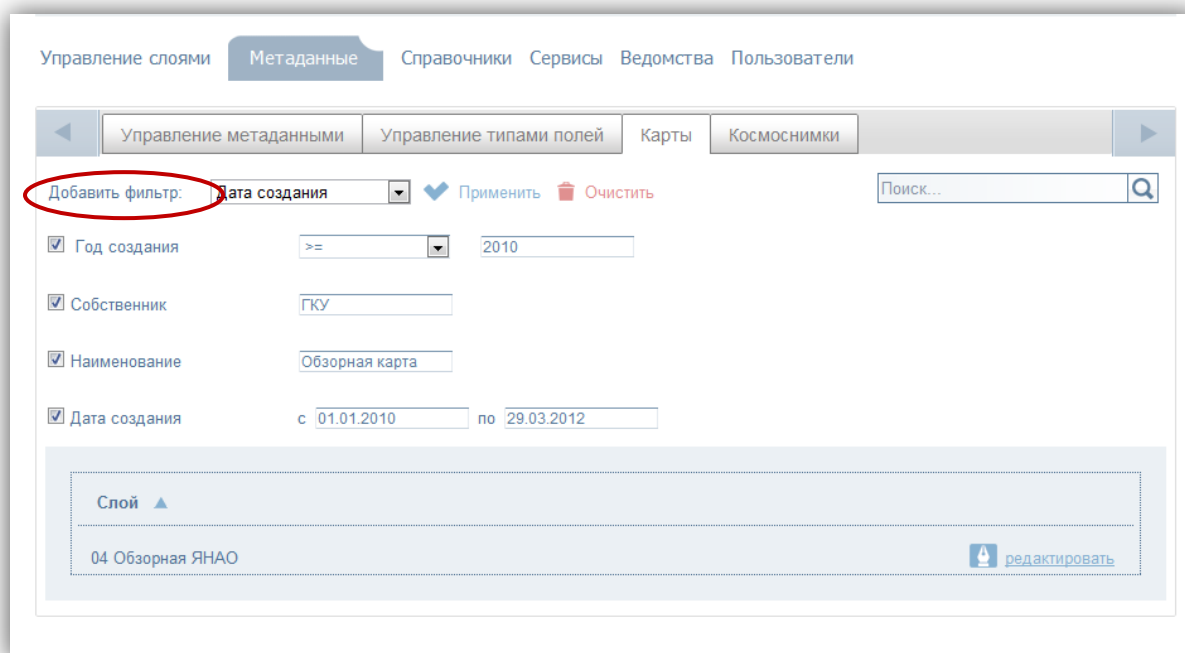 Управление слоями Метаданные Справочники Сервисы Ведомства Пользователи
Управление метаданными Управление типами полей Карты Космоснимки
Добавить фильтр: Дата создания Применить Очистить Поиск...
Год создания >= 2010
Собственник ГКУ
Наименование Обзорная карта
Дата создания с 01.01.2010 по 29.03.2012
Слой
04 Обзорная ЯНАО редактировать